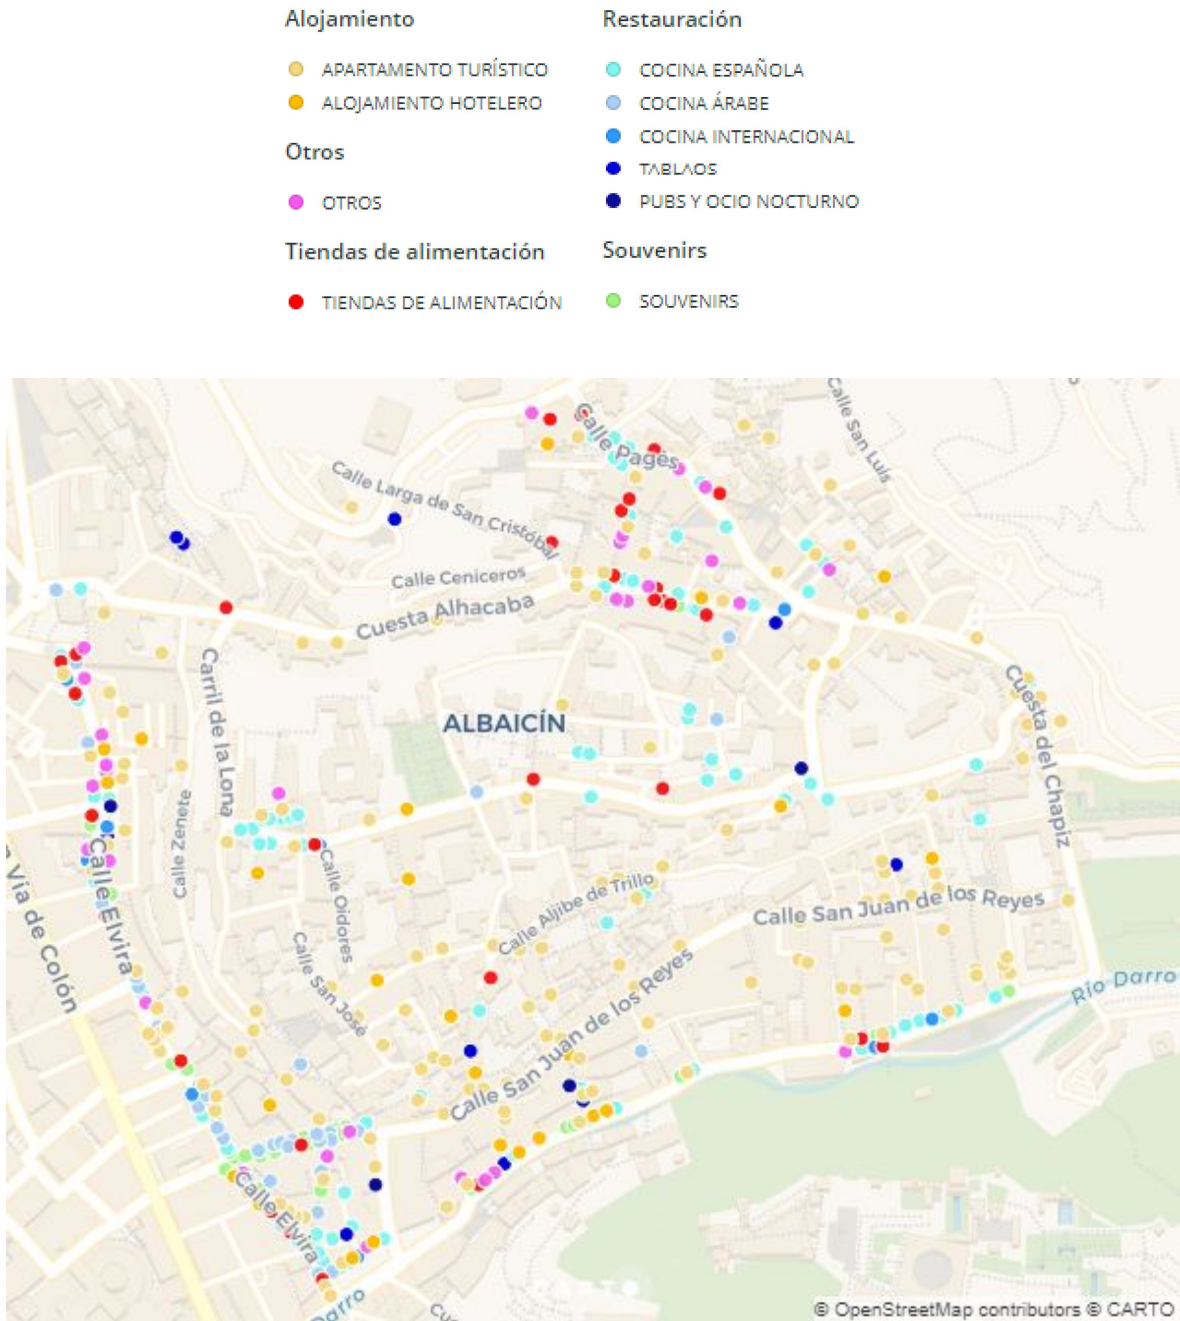 Alojamiento
APARTAMENTO TURÍSTICO
ALOJAMIENTO HOTELERO
Otros
OTROS
Tiendas de alimentación
TIENDAS DE ALIMENTACIÓN
Restauración
COCINA ESPAÑOLA
COCINA ÁRABE
COCINA INTERNACIONAL
TABLAOS
PUBS Y OCIO NOCTURNO
Souvenirs
SOUVENIRS
Calle Pagés
Calle San Luis
Calle Larga de San Cristóbal
Calle Ceniceros
Cuesta Alhacaba
Carril de la Lona
ALBAICÍN
Cuesta del Chapiz
Calle Zenete
Calle Elvira
Vía de Colón
Calle Oidores
Calle Aljibe de Trillo
Calle San Juan de los Reyes
Calle San José
Calle San Juan de los Reyes
Río Darro
Calle Elvira
Darro
© OpenStreetMap contributors © CARTO